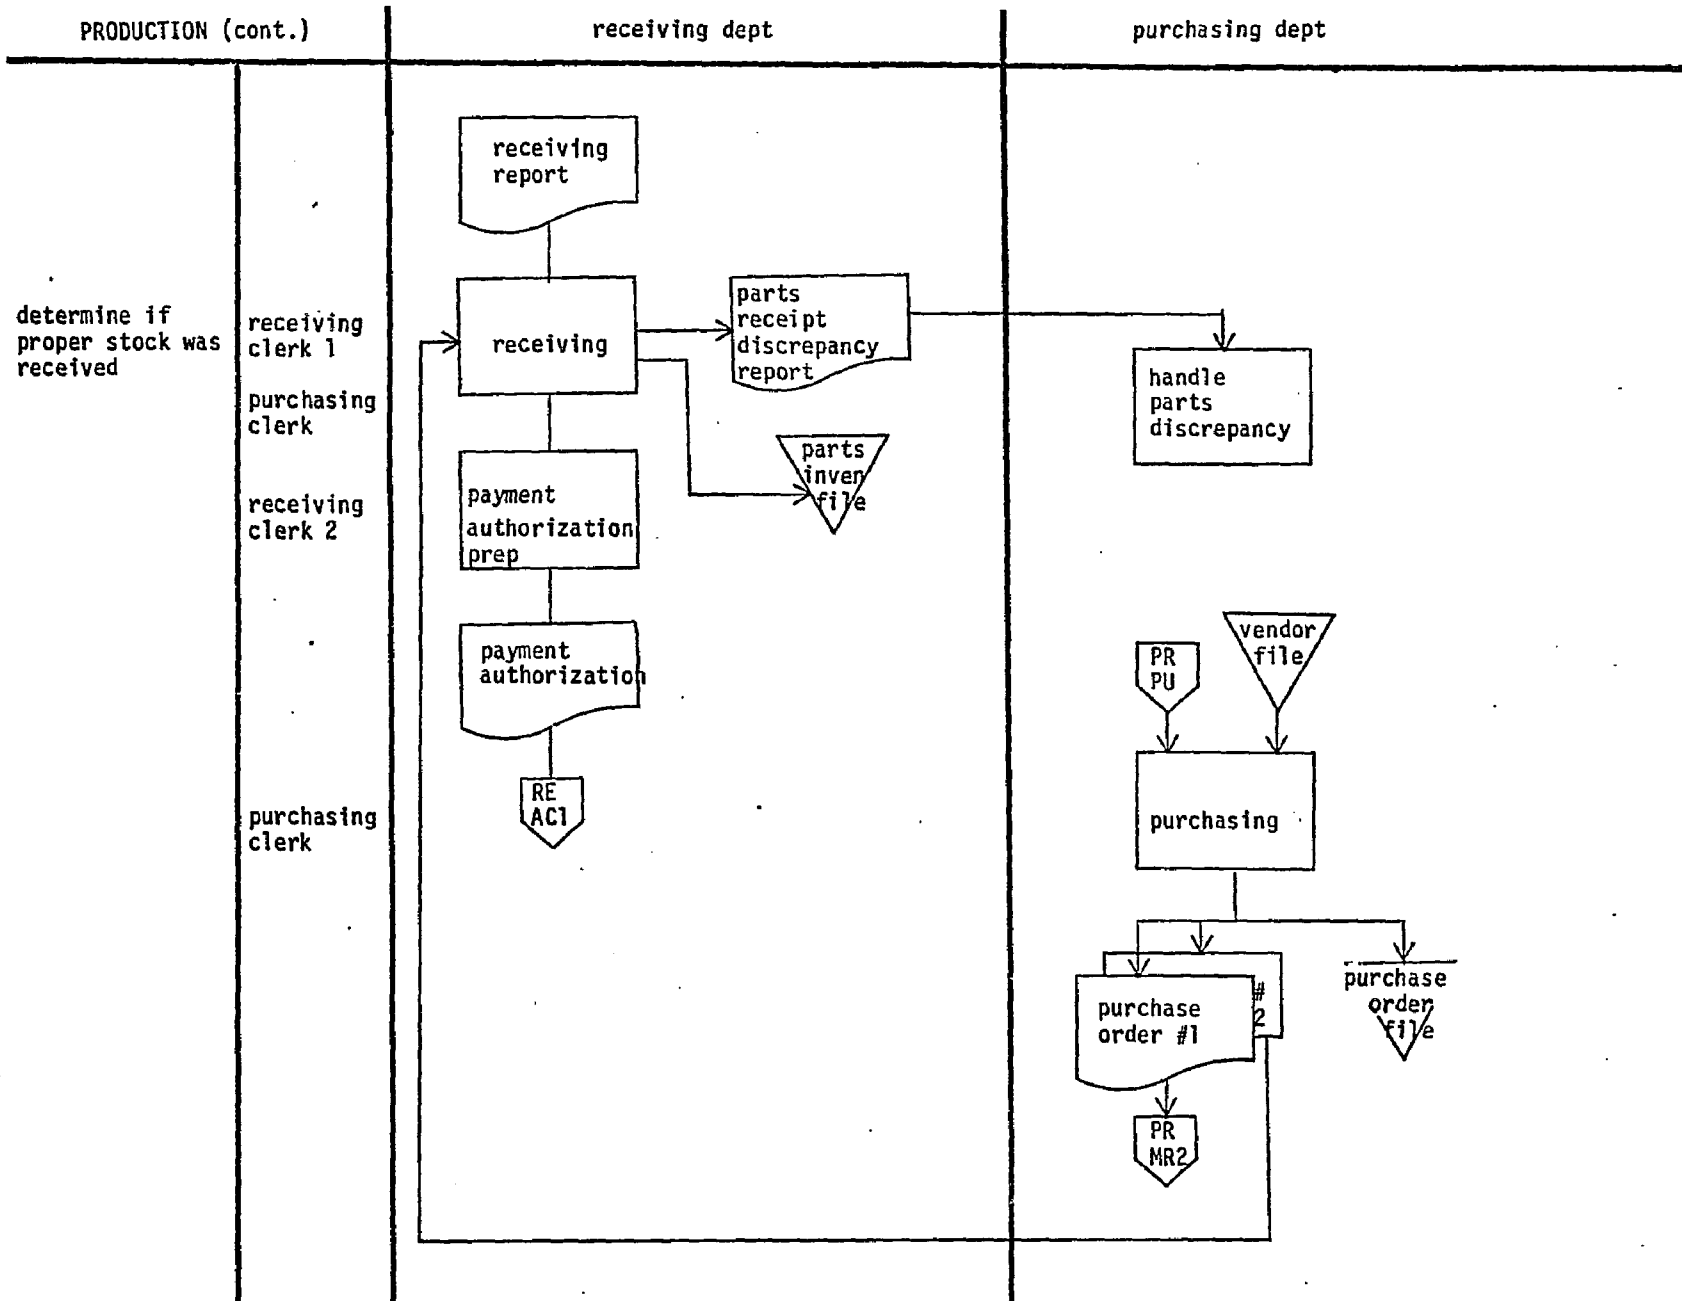 PRODUCTION (cont.)
receiving dept
purchasing dept
receiving
report
determine if
proper stock was
received
receiving
clerk 1
purchasing
clerk
receiving
clerk 2
purchasing
clerk
receiving
parts
receipt
discrepancy
report
handle
parts
discrepancy
parts
inven
file
payment
authorization
prep
payment
authorization
RE
AC1
PR
PU
vendor
file
purchasing
purchase
order #1
#
2
purchase
order
file
PR
MR2